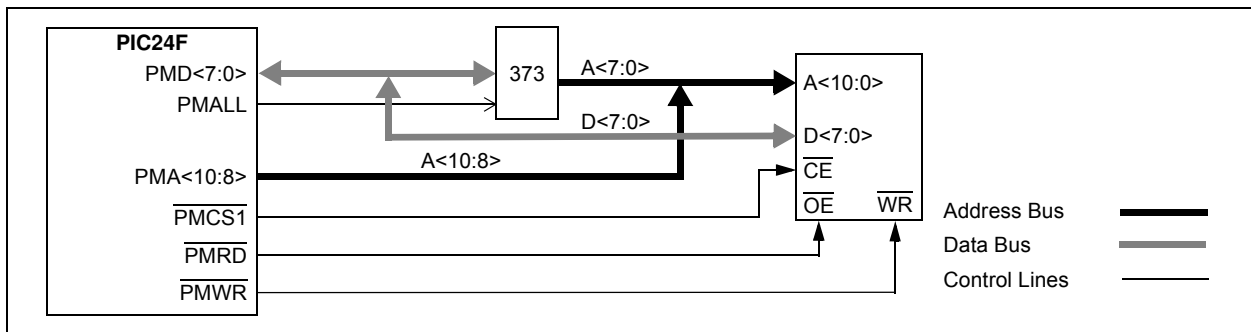 PIC24F
PMD<7:0>
PMALL
PMA<10:8>
PMCS1
PMRD
PMWR
373
A<7:0>
D<7:0>
A<10:8>
A<10:0>
D<7:0>
CE
OE WR
Address Bus
Data Bus
Control Lines